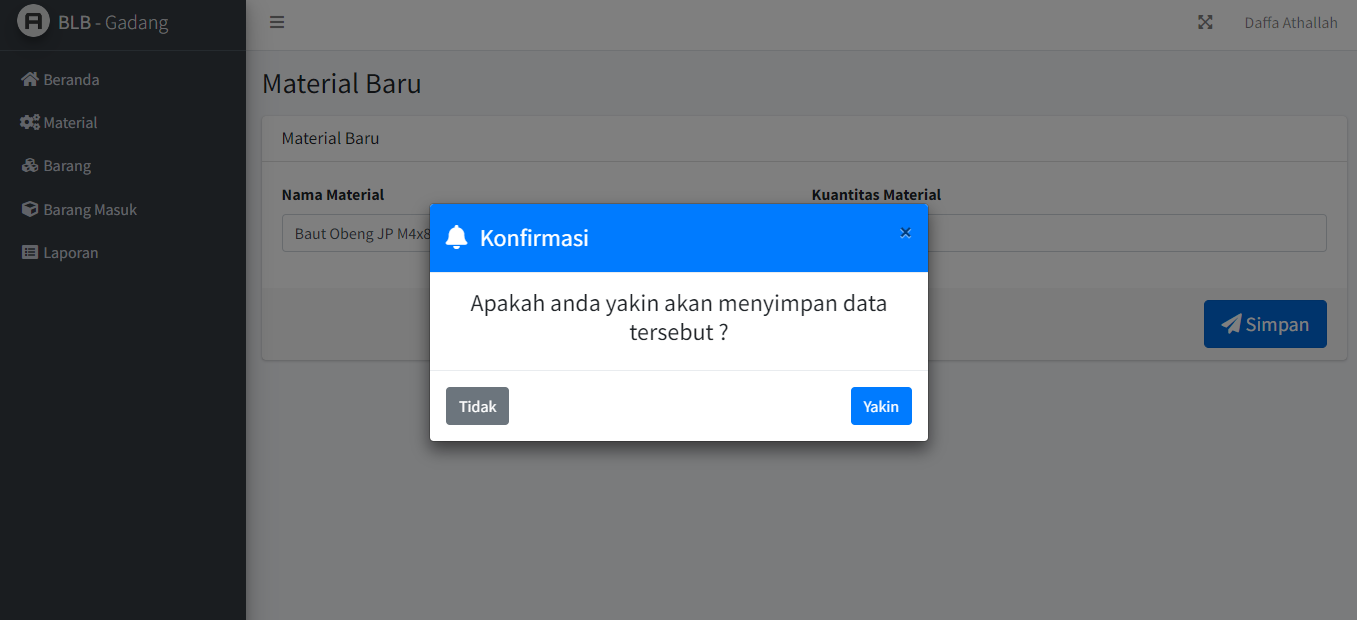 BLB - Gadang
Daffa Athallah
Beranda
Material
Barang
Barang Masuk
Laporan
Material Baru
Material Baru
Nama Material
Kuantitas Material
Baut Obeng JP M4x8
Konfirmasi
×
Apakah anda yakin akan menyimpan data
tersebut ?
Tidak
Yakin
Simpan